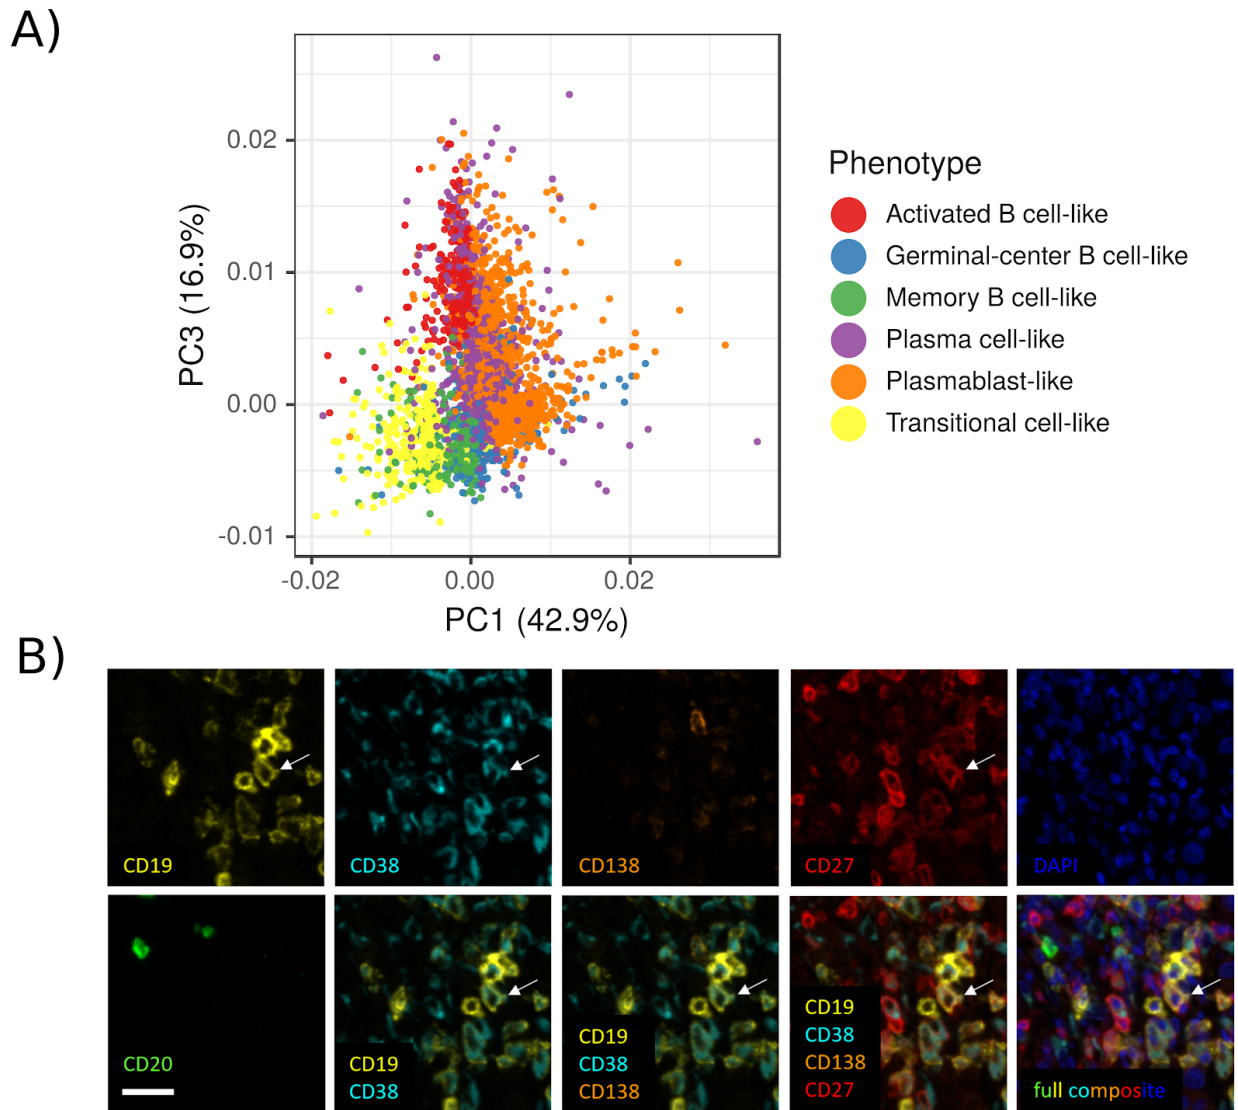 A)
0.02
0.01
0.00
-0.01
PC3 (16.9%)
-0.02
0.00
0.02
PC1 (42.9%)
Phenotype
Activated B cell-like
Germinal-center B cell-like
Memory B cell-like
Plasma cell-like
Plasmablast-like
Transitional cell-like
B)
CD19
CD38
CD138
CD27
DAPI
CD20
CD19
CD38
CD19
CD38
CD138
CD19
CD38
CD138
CD27
full composite